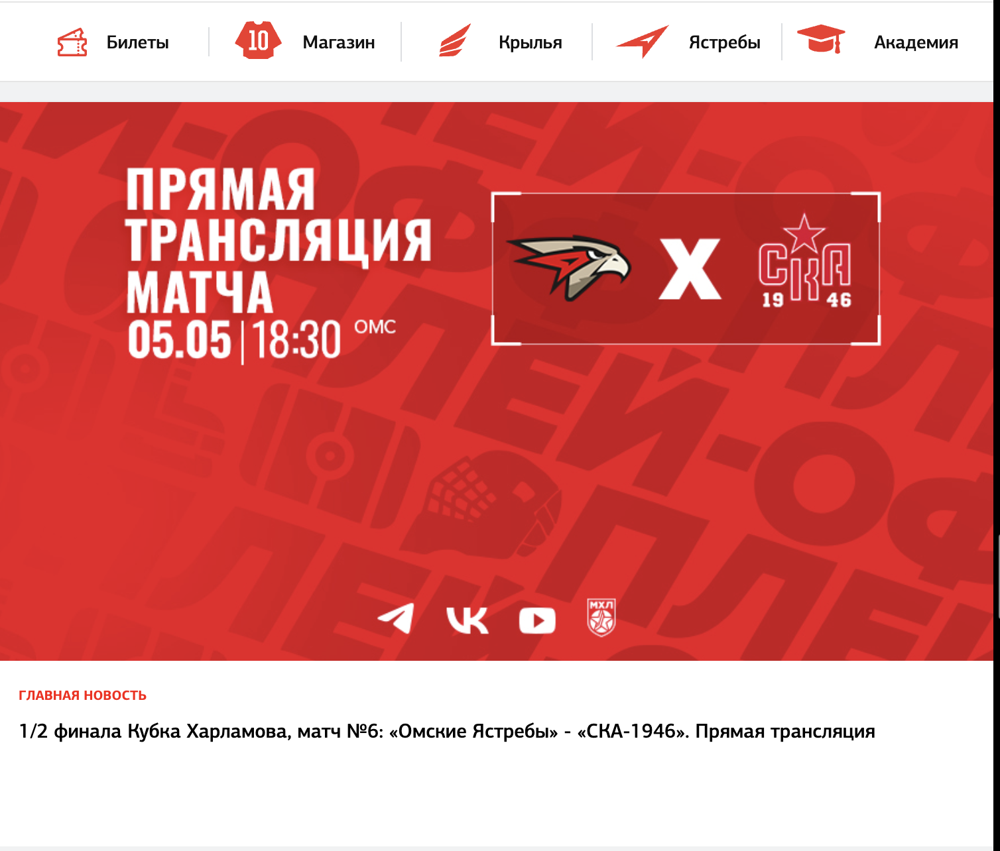 Билеты
10
Магазин
Крылья
Ястребы
Академия
ПРЯМАЯ
ТРАНСЛЯЦИЯ
МАТЧА
05.05 | 18:30 ОМС
X
СКА
19 46
МХЛ
ГЛАВНАЯ НОВОСТЬ
1/2 финала Кубка Харламова, матч №6: «Омские Ястребы» - «СКА-1946». Прямая трансляция